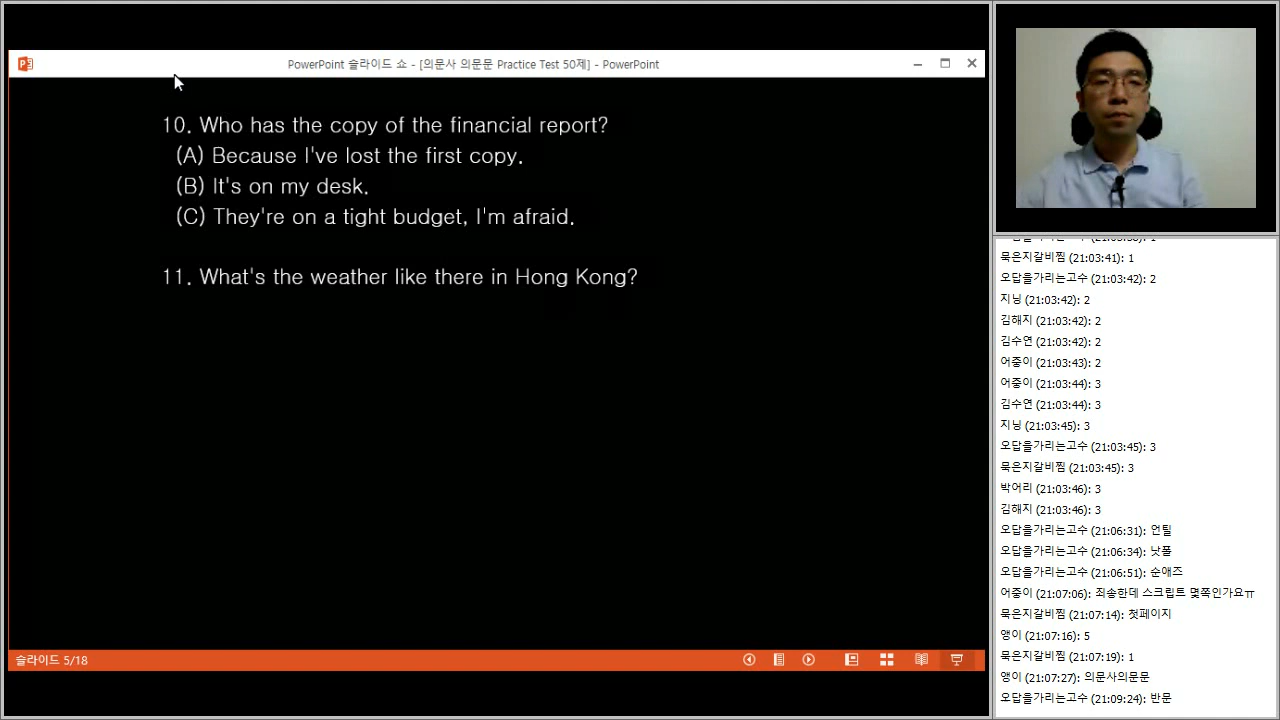 PowerPoint 슬라이드 쇼 - [의문사 의문문 Practice Test 50제] - PowerPoint
10. Who has the copy of the financial report?
(A) Because I've lost the first copy.
(B) It's on my desk.
(C) They're on a tight budget, I'm afraid.
11. What's the weather like there in Hong Kong?
슬라이드 5/18
묵은지갈비찜 (21:03:41): 1
오답을가리는고수 (21:03:42): 2
지닝 (21:03:42): 2
김해지 (21:03:42): 2
김수연 (21:03:42): 2
어중이 (21:03:43): 2
어중이 (21:03:44): 3
김수연 (21:03:44): 3
지닝 (21:03:45): 3
오답을가리는고수 (21:03:45): 3
묵은지갈비찜 (21:03:45): 3
박어리 (21:03:46): 3
김해지 (21:03:46): 3
오답을가리는고수 (21:06:31): 언틸
오답을가리는고수 (21:06:34): 낫폴
오답을가리는고수 (21:06:51): 순애즈
어중이 (21:07:06): 죄송한데 스크립트 몇쪽인가요ㅠ
묵은지갈비찜 (21:07:14): 첫페이지
앵이 (21:07:16): 5
묵은지갈비찜 (21:07:19): 1
앵이 (21:07:27): 의문사의문문
오답을가리는고수 (21:09:24): 반문